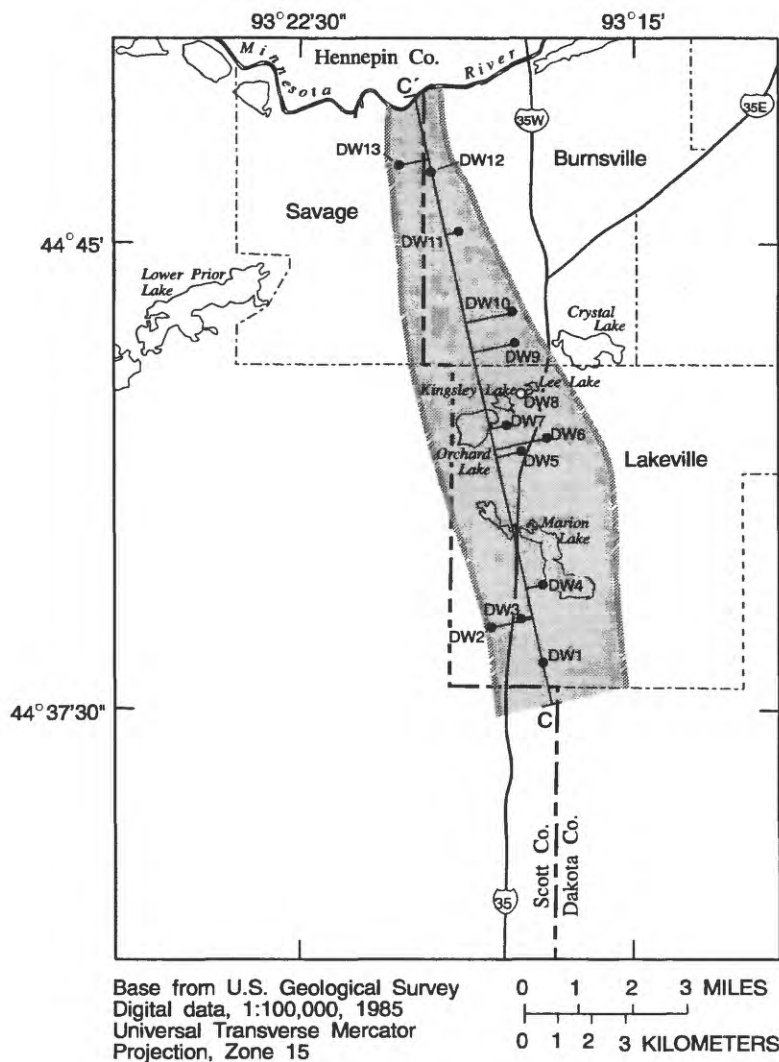 93°22'30" 93°15'
Minnesota River
Hennepin Co.
C'
35W
35E
DW13
DW12
Burnsville
Savage
44°45'
DW11
Lower Prior
Lake
DW10
Crystal
Lake
DW9
Kingsley Lake
Lee Lake
DW8
DW7
DW6
Orchard
Lake
DW5
Lakeville
Marion
Lake
DW4
DW3
DW2
DW1
44°37'30"
C
Scott Co.
Dakota Co.
35
Base from U.S. Geological Survey
Digital data, 1:100,000, 1985
Universal Transverse Mercator
Projection, Zone 15
0 1 2 3 MILES
0 1 2 3 KILOMETERS